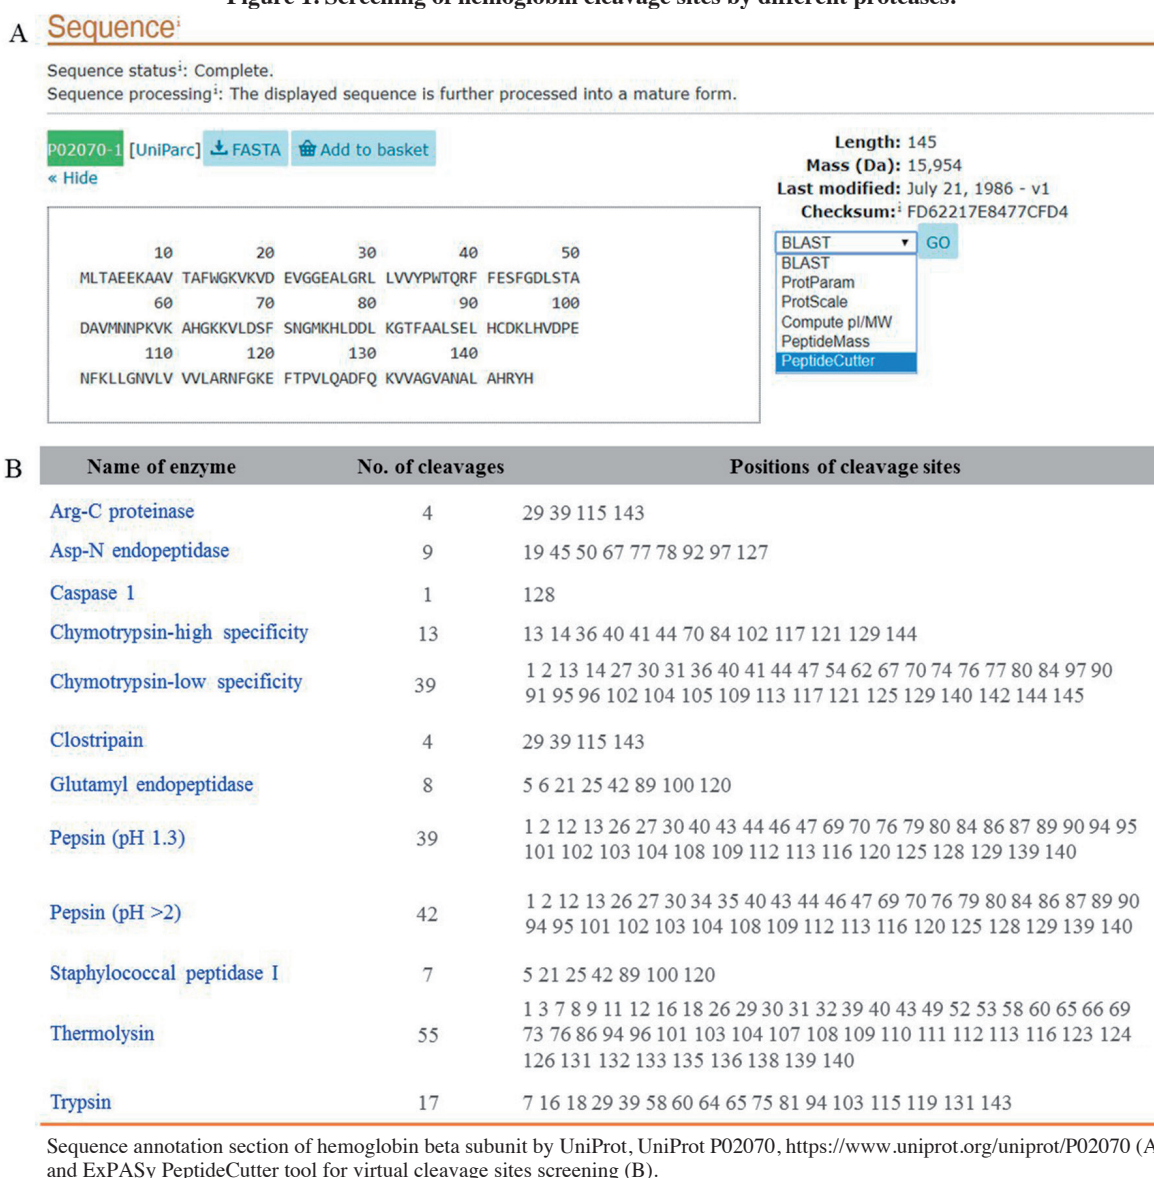 Figure 1. Screening of hemoglobin cleavage sites by different proteases.
A Sequence i
Sequence status i: Complete.
Sequence processing i: The displayed sequence is further processed into a mature form.
P02070-1 [UniParc] FASTA Add to basket
« Hide
Length: 145
Mass (Da): 15,954
Last modified: July 21, 1986 - v1
Checksum: i FD62217E8477CFD4
BLAST GO
BLAST
ProtParam
ProtScale
Compute pI/MW
PeptideMass
PeptideCutter
10 20 30 40 50
MLTAEEKAAV TAFWGKVKVD EVGGEALGRL LVVYPWTQRF FESFGDLSTA
60 70 80 90 100
DAVMNNPKVK AHGKKVLDSF SNGMKHLDDL KGTFAALSEL HCDKLHVDPE
110 120 130 140
NFKLLGNVLV VVLARNFGKE FTPVLQADFQ KVVAGVANAL AHRYH
B Name of enzyme No. of cleavages Positions of cleavage sites
Arg-C proteinase 4 29 39 115 143
Asp-N endopeptidase 9 19 45 50 67 77 78 92 97 127
Caspase 1 1 128
Chymotrypsin-high specificity 13 13 14 36 40 41 44 70 84 102 117 121 129 144
Chymotrypsin-low specificity 39 1 2 13 14 27 30 31 36 40 41 44 47 54 62 67 70 74 76 77 80 84 97 90
91 95 96 102 104 105 109 113 117 121 125 129 140 142 144 145
Clostripain 4 29 39 115 143
Glutamyl endopeptidase 8 5 6 21 25 42 89 100 120
Pepsin (pH 1.3) 39 1 2 12 13 26 27 30 40 43 44 46 47 69 70 76 79 80 84 86 87 89 90 94 95
101 102 103 104 108 109 112 113 116 120 125 128 129 139 140
Pepsin (pH >2) 42 1 2 12 13 26 27 30 34 35 40 43 44 46 47 69 70 76 79 80 84 86 87 89 90
94 95 101 102 103 104 108 109 112 113 116 120 125 128 129 139 140
Staphylococcal peptidase I 7 5 21 25 42 89 100 120
Thermolysin 55 1 3 7 8 9 11 12 16 18 26 29 30 31 32 39 40 43 49 52 53 58 60 65 66 69
73 76 86 94 96 101 103 104 107 108 109 110 111 112 113 116 123 124
126 131 132 133 135 136 138 139 140
Trypsin 17 7 16 18 29 39 58 60 64 65 75 81 94 103 115 119 131 143
Sequence annotation section of hemoglobin beta subunit by UniProt, UniProt P02070, https://www.uniprot.org/uniprot/P02070 (A
and ExPASy PeptideCutter tool for virtual cleavage sites screening (B).